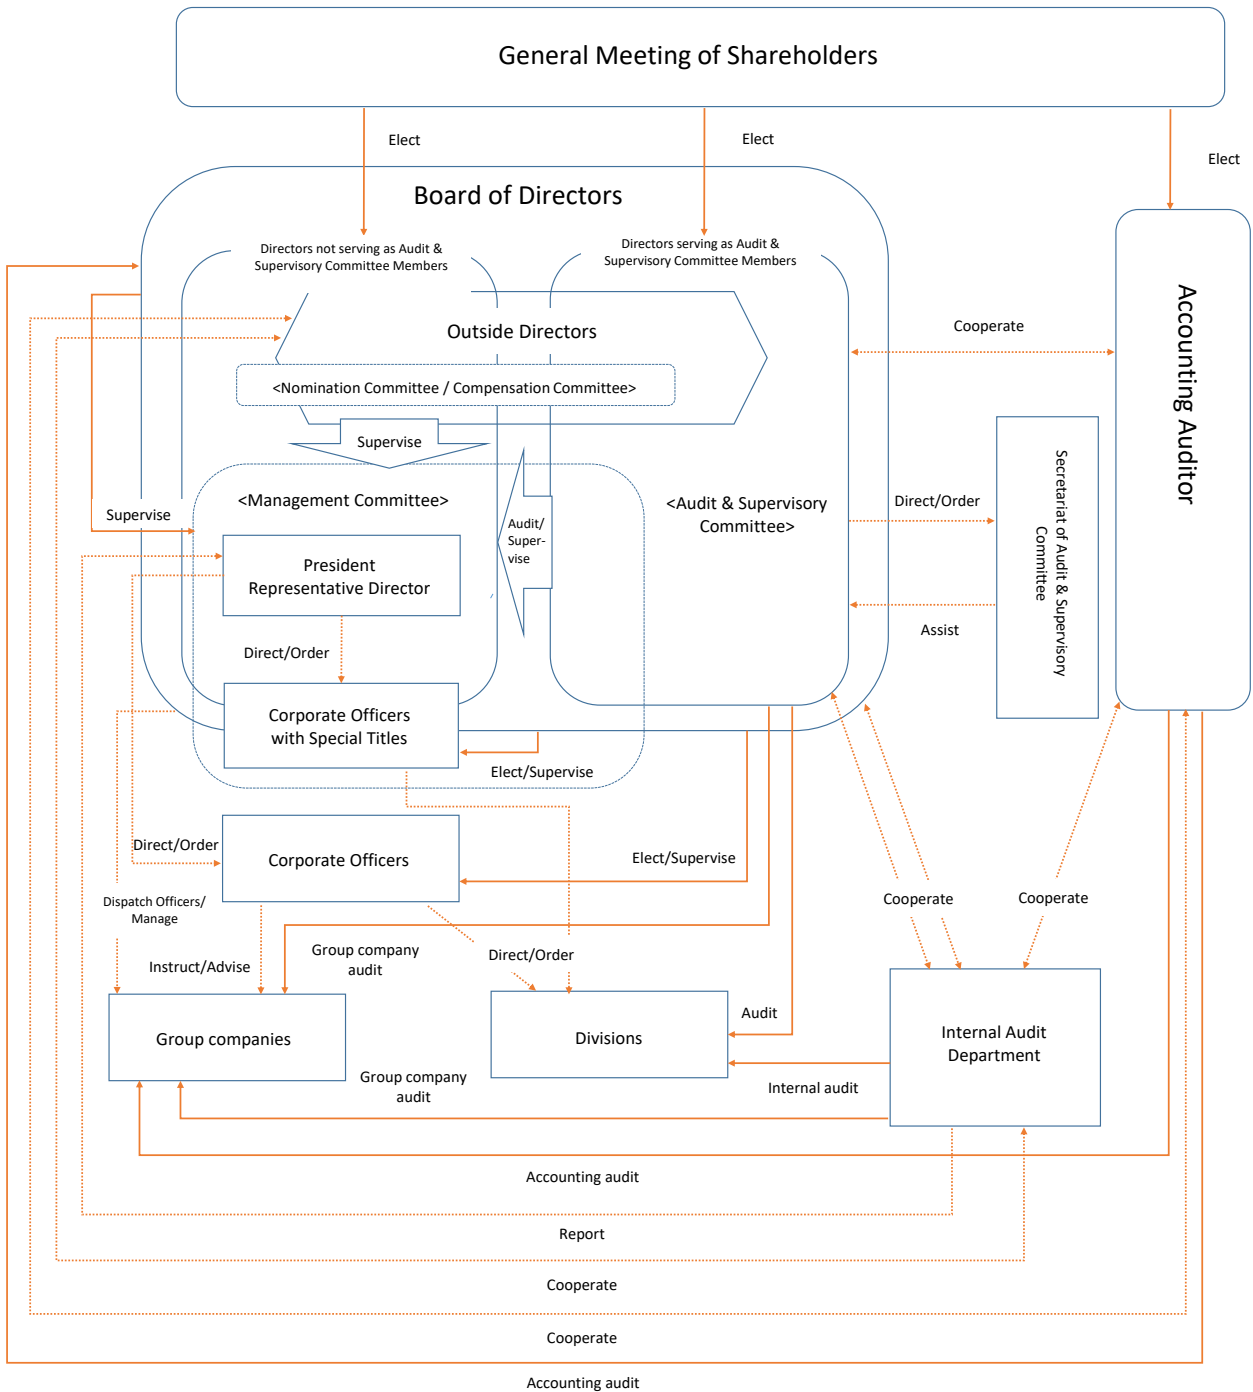 General Meeting of Shareholders
Elect
Elect
Elect
Board of Directors
Directors not serving as Audit &
Supervisory Committee Members
Directors serving as Audit &
Supervisory Committee Members
Accounting Auditor
Outside Directors
Cooperate
<Nomination Committee / Compensation Committee>
Supervise
<Management Committee>
<Audit & Supervisory
Committee>
Direct/Order
Secretariat of Audit & Supervisory
Committee
Supervise
Audit/
Super-
vise
President
Representative Director
Assist
Direct/Order
Corporate Officers
with Special Titles
Elect/Supervise
Direct/Order
Corporate Officers
Elect/Supervise
Dispatch Officers/
Manage
Cooperate
Cooperate
Instruct/Advise
Group company
audit
Direct/Order
Group companies
Divisions
Audit
Internal Audit
Department
Group company
audit
Internal audit
Accounting audit
Report
Cooperate
Cooperate
Accounting audit